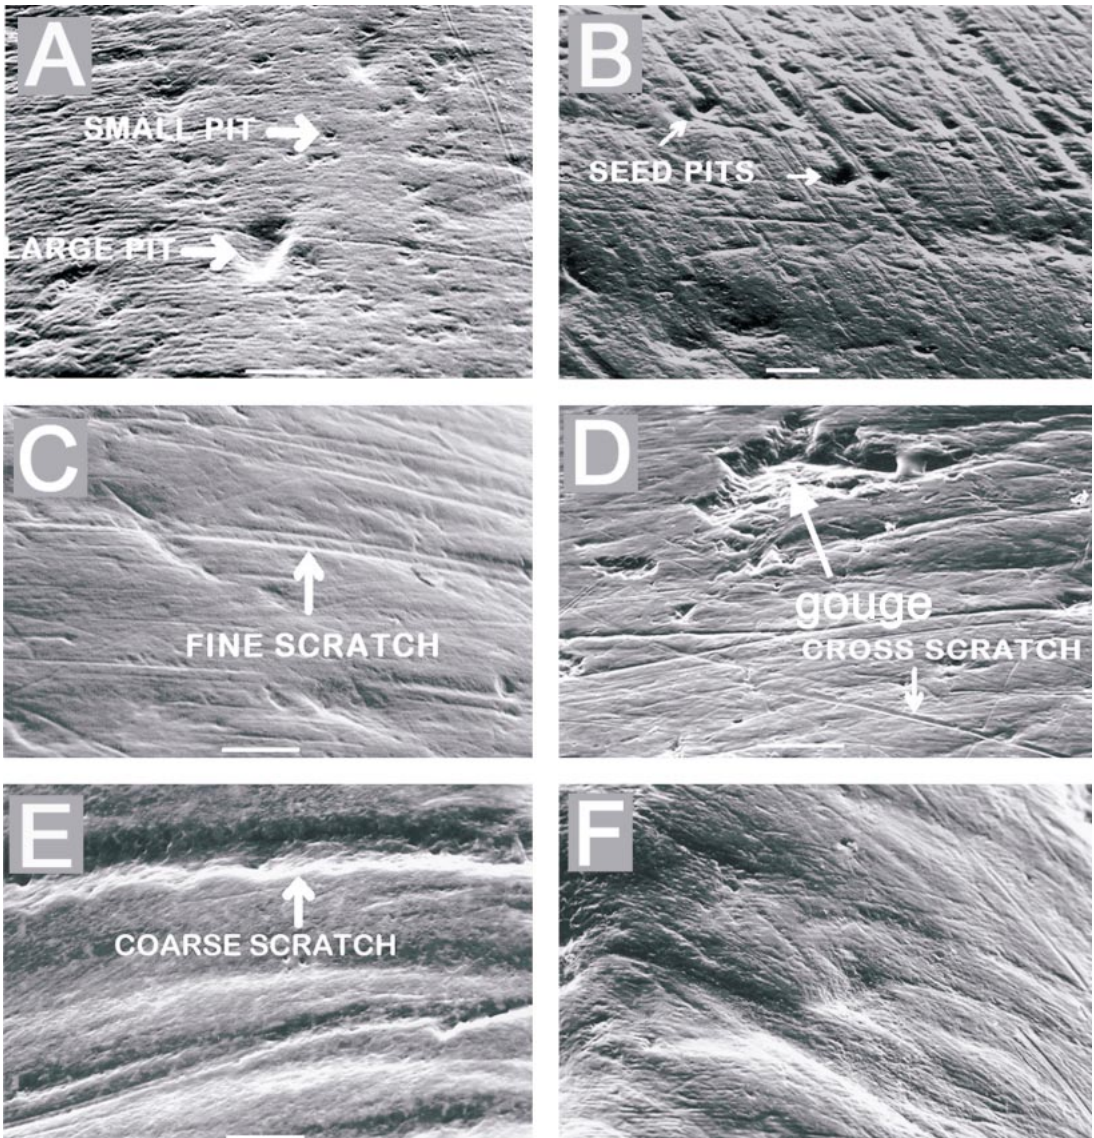 A
SMALL PIT
LARGE PIT
B
SEED PITS
C
FINE SCRATCH
D
gouge
CROSS SCRATCH
E
COARSE SCRATCH
F